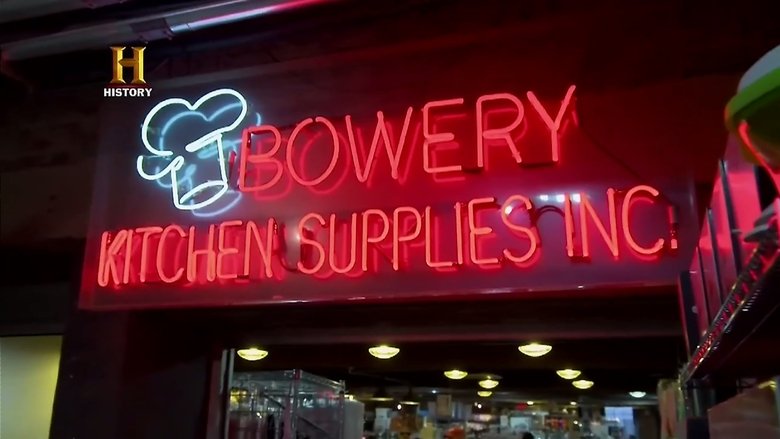 H
HISTORY
BOWERY
KITCHEN SUPPLIES INC.